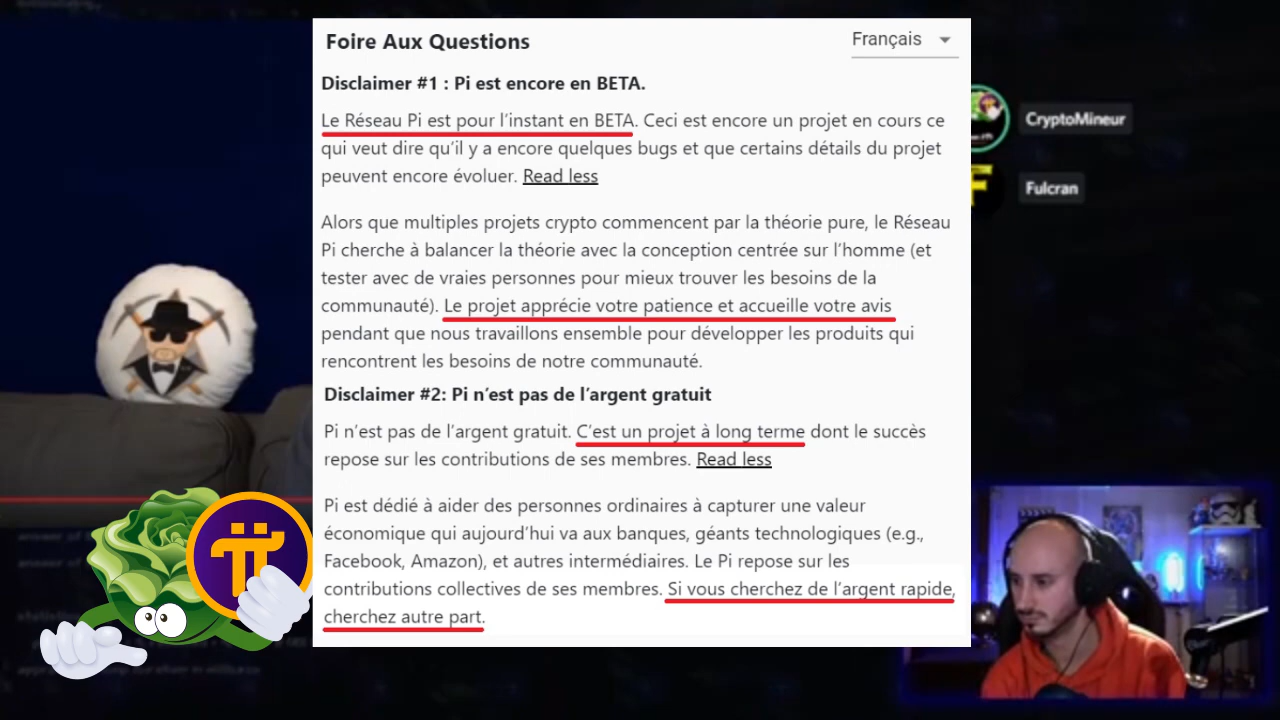 Foire Aux Questions
Français
Disclaimer #1 : Pi est encore en BETA.
Le Réseau Pi est pour l’instant en BETA. Ceci est encore un projet en cours ce
qui veut dire qu’il y a encore quelques bugs et que certains détails du projet
peuvent encore évoluer. Read less
Alors que multiples projets crypto commencent par la théorie pure, le Réseau
Pi cherche à balancer la théorie avec la conception centrée sur l’homme (et
tester avec de vraies personnes pour mieux trouver les besoins de la
communauté). Le projet apprécie votre patience et accueille votre avis
pendant que nous travaillons ensemble pour développer les produits qui
rencontrent les besoins de notre communauté.
Disclaimer #2: Pi n’est pas de l’argent gratuit
Pi n’est pas de l’argent gratuit. C’est un projet à long terme dont le succès
repose sur les contributions de ses membres. Read less
Pi est dédié à aider des personnes ordinaires à capturer une valeur
économique qui aujourd’hui va aux banques, géants technologiques (e.g.,
Facebook, Amazon), et autres intermédiaires. Le Pi repose sur les
contributions collectives de ses membres. Si vous cherchez de l’argent rapide,
cherchez autre part.
CryptoMineur
Fulcran